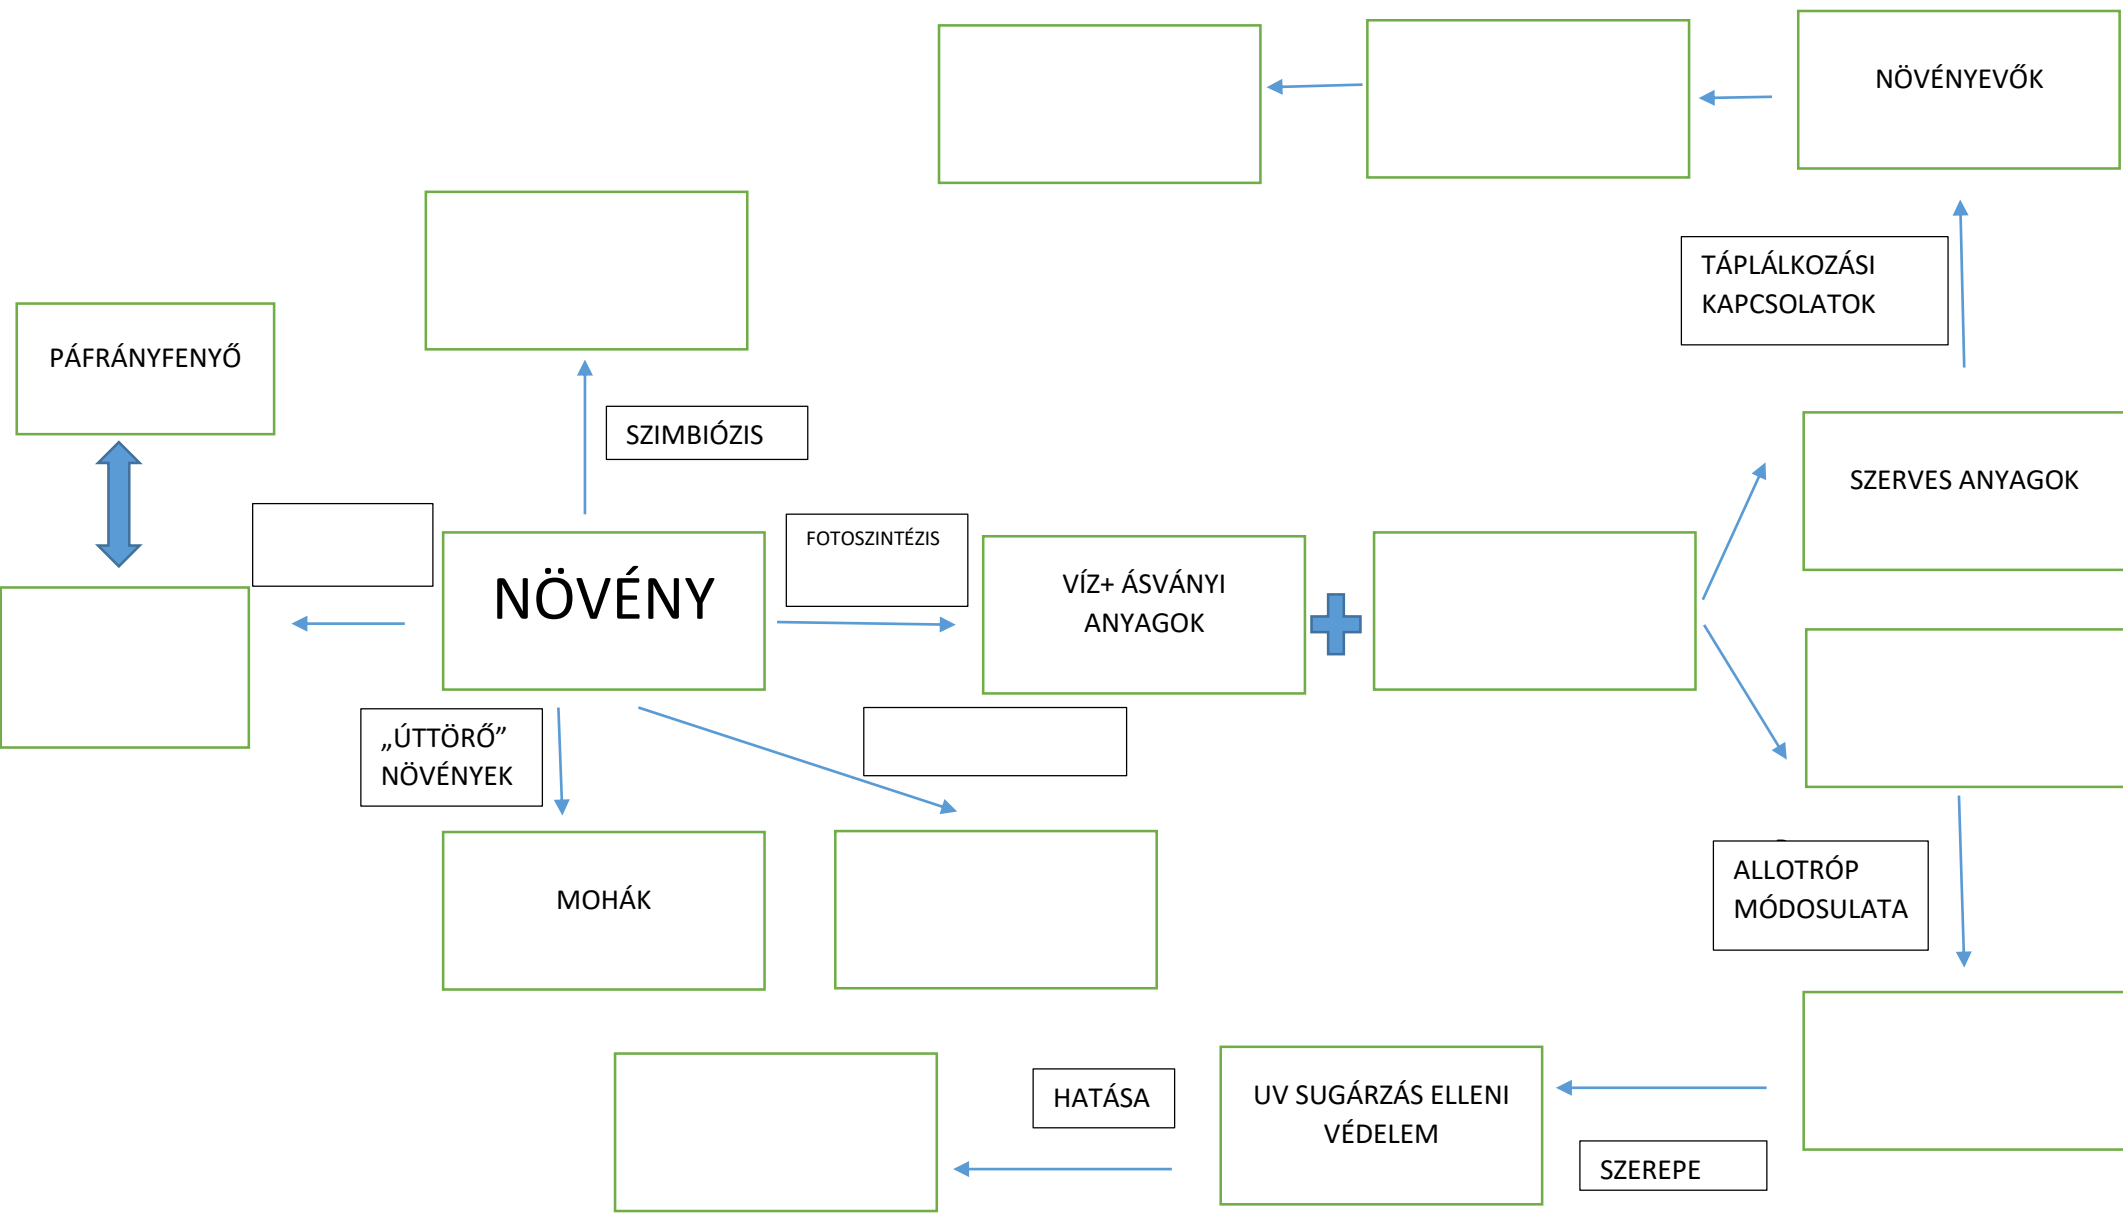 NÖVÉNYEVŐK
TÁPLÁLKOZÁSI
KAPCSOLATOK
PÁFRÁNYFENYŐ
SZIMBIÓZIS
SZERVES ANYAGOK
FOTOSZINTÉZIS
NÖVÉNY
VÍZ+ ÁSVÁNYI
ANYAGOK
„ÚTTÖRŐ”
NÖVÉNYEK
MOHÁK
ALLOTRÓP
MÓDOSULATA
HATÁSA
UV SUGÁRZÁS ELLENI
VÉDELEM
SZEREPE